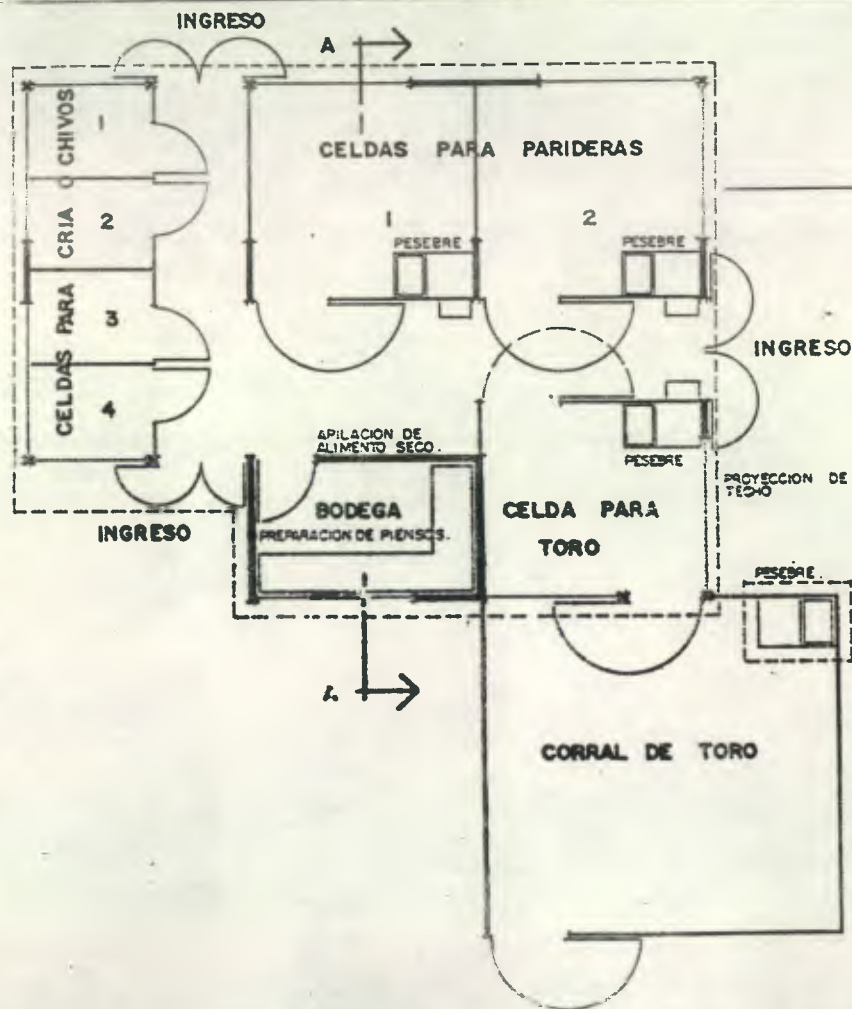 INGRESO
A
CELDAS PARA CRIA O CHIVOS
1
2
3
4
CELDAS PARA PARIDERAS
1
2
PESEBRE
PESEBRE
INGRESO
APILACION DE
ALIMENTO SECO.
PESEBRE
BODEGA
PREPARACION DE PIENSOS.
CELDA PARA
TORO
PROYECCION DE
TECHO
INGRESO
PESEBRE.
CORRAL DE TORO